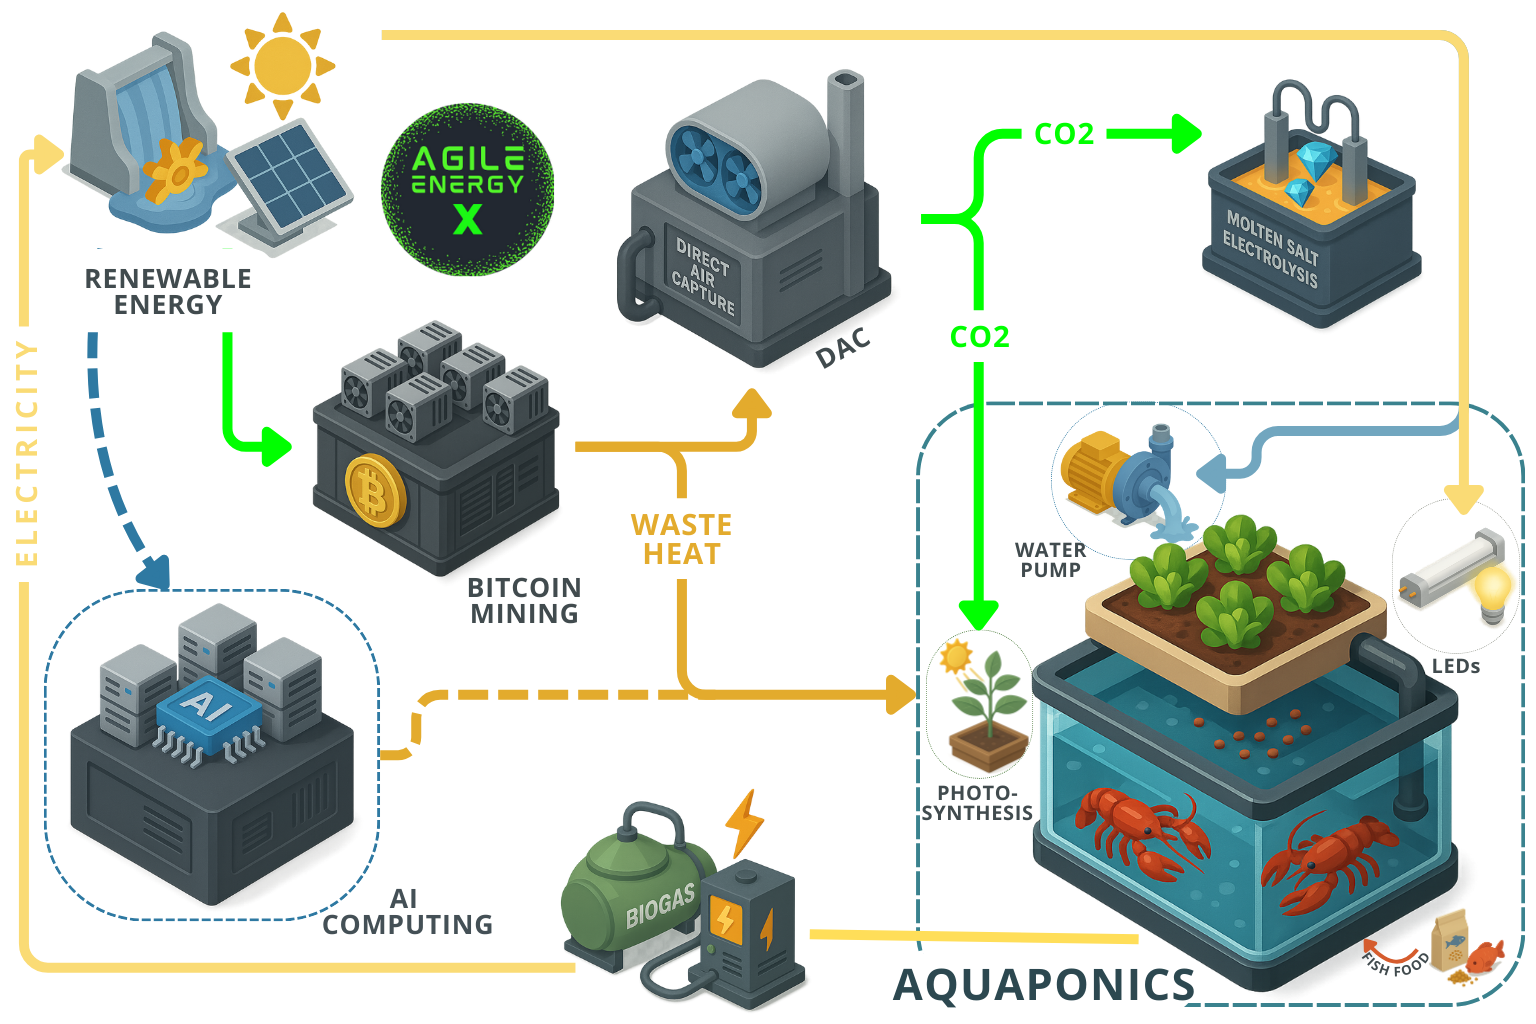 AGILE
ENERGY
X
RENEWABLE
ENERGY
ELECTRICITY
DIRECT
AIR
CAPTURE
DAC
CO2
CO2
MOLTEN SALT
ELECTROLYSIS
BITCOIN
MINING
WASTE
HEAT
WATER
PUMP
LEDs
AI
AI
COMPUTING
PHOTO-
SYNTHESIS
BIOGAS
FISH FOOD
AQUAPONICS